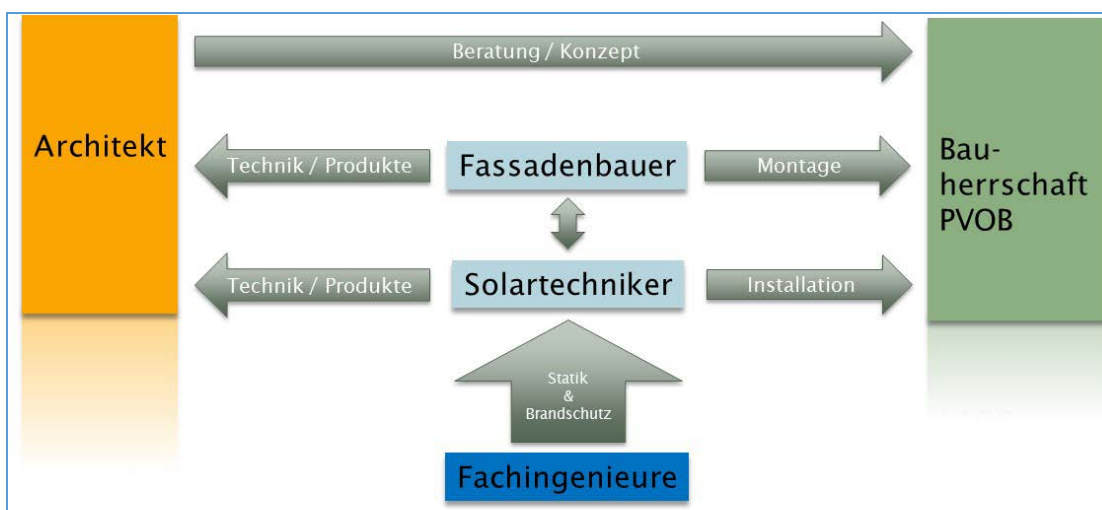 Beratung / Konzept
Architekt
Technik / Produkte
Fassadenbauer
Montage
Bau-
herrschaft
PVOB
Technik / Produkte
Solartechniker
Installation
Statik
&
Brandschutz
Fachingenieure